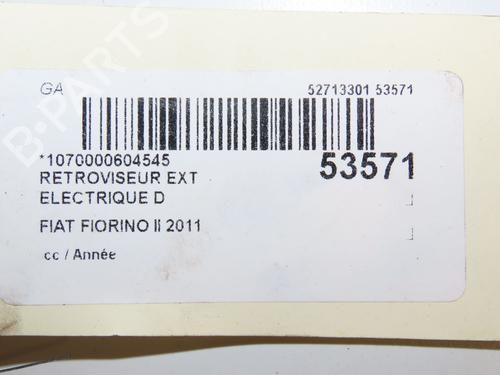 GA
52713301 53571
*1070000604545
53571
RETROVISEUR EXT
ELECTRIQUE D
FIAT FIORINO II 2011
cc / Année
B-PARTS